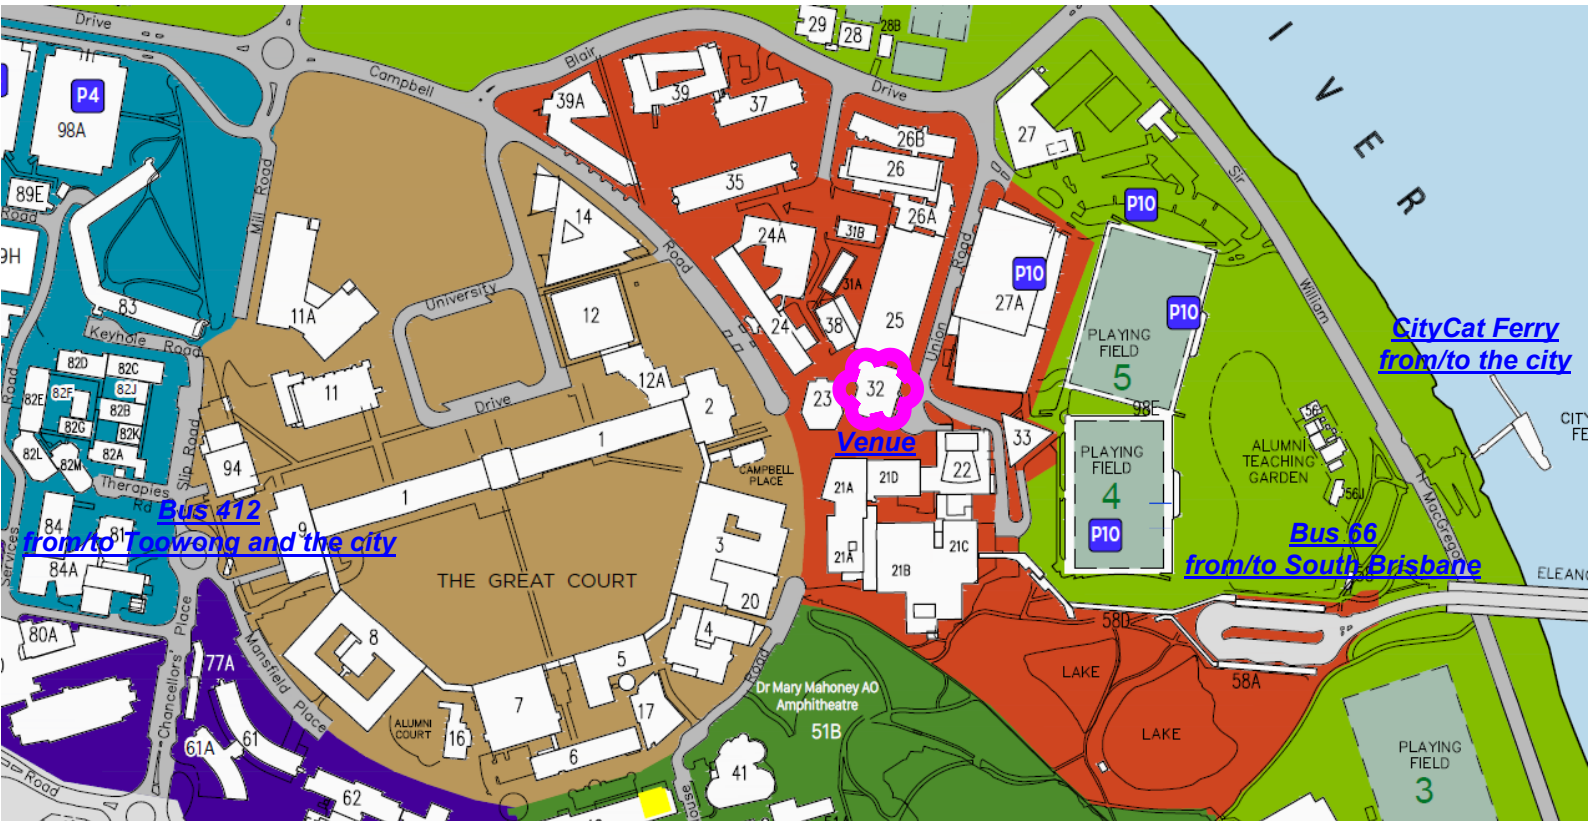 Drive
29
28
28B
RIVER
Blair
Campbell
39A
39
37
Drive
P4
98A
26B
27
26
35
Sir
89E
Road
Mill Road
14
26A
P10
31B
24A
Road
Road
9H
P10
27A
31A
83
University
11A
12
38
25
P10
William
Keyhole Road
24
Union
PLAYING
FIELD
5
CityCat Ferry
from/to the city
82D
82C
82J
82E
82F
82B
82G
82K
82L
82A
82M
Road
11
12A
2
23
32
98E
56
Drive
1
Venue
33
Slip Road
94
CAMPBELL
PLACE
21A
21D
22
PLAYING
FIELD
4
ALUMNI
TEACHING
GARDEN
56J
Therapies
Rd
1
Bus 412
from/to Toowong and the city
84
81
9
3
21A
21B
21C
P10
Bus 66
from/to South Brisbane
MacGregor
Services
84A
THE GREAT COURT
20
ELEANO
80A
77A
Chancellors' Place
Mansfield Place
8
4
5
58D
LAKE
58A
Road
Dr Mary Mahoney AO
Amphitheatre
51B
7
17
ALUMNI
COURT
16
61A
61
6
41
LAKE
PLAYING
FIELD
3
Road
62